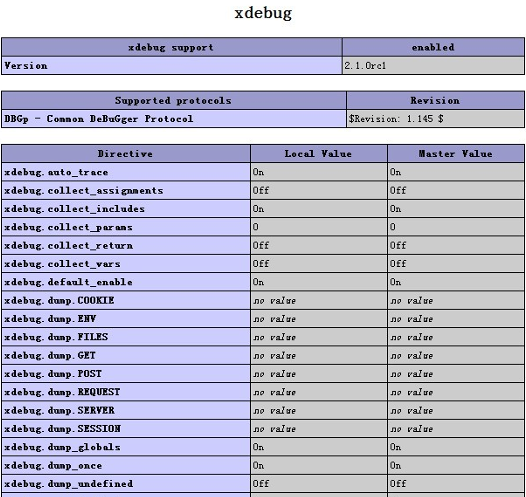 xdebug
xdebug support enabled
Version 2.1.0rc1
Supported protocols Revision
DBGp - Common DeBuGger Protocol $Revision: 1.145 $
Directive Local Value Master Value
xdebug.auto_trace On On
xdebug.collect_assignments Off Off
xdebug.collect_includes On On
xdebug.collect_params 0 0
xdebug.collect_return Off Off
xdebug.collect_vars Off Off
xdebug.default_enable On On
xdebug.dump.COOKIE no value no value
xdebug.dump.ENV no value no value
xdebug.dump.FILES no value no value
xdebug.dump.GET no value no value
xdebug.dump.POST no value no value
xdebug.dump.REQUEST no value no value
xdebug.dump.SERVER no value no value
xdebug.dump.SESSION no value no value
xdebug.dump_globals On On
xdebug.dump_once On On
xdebug.dump_undefined Off Off